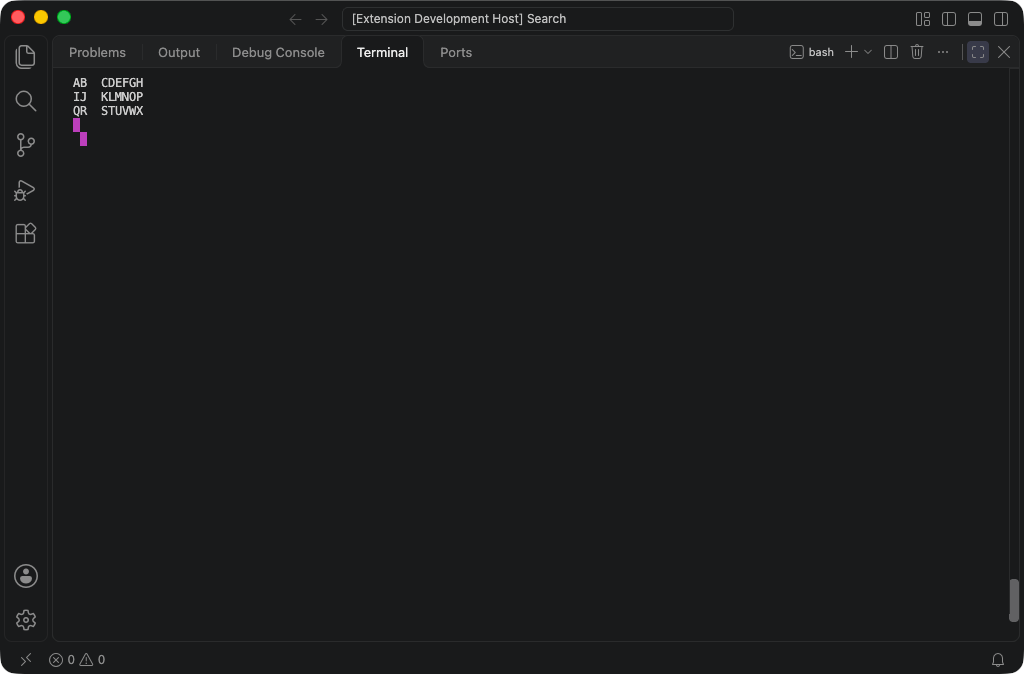 [Extension Development Host] Search
Problems Output Debug Console Terminal Ports bash
AB  CDEFGH
IJ  KLMNOP
QR  STUVWX
0 0